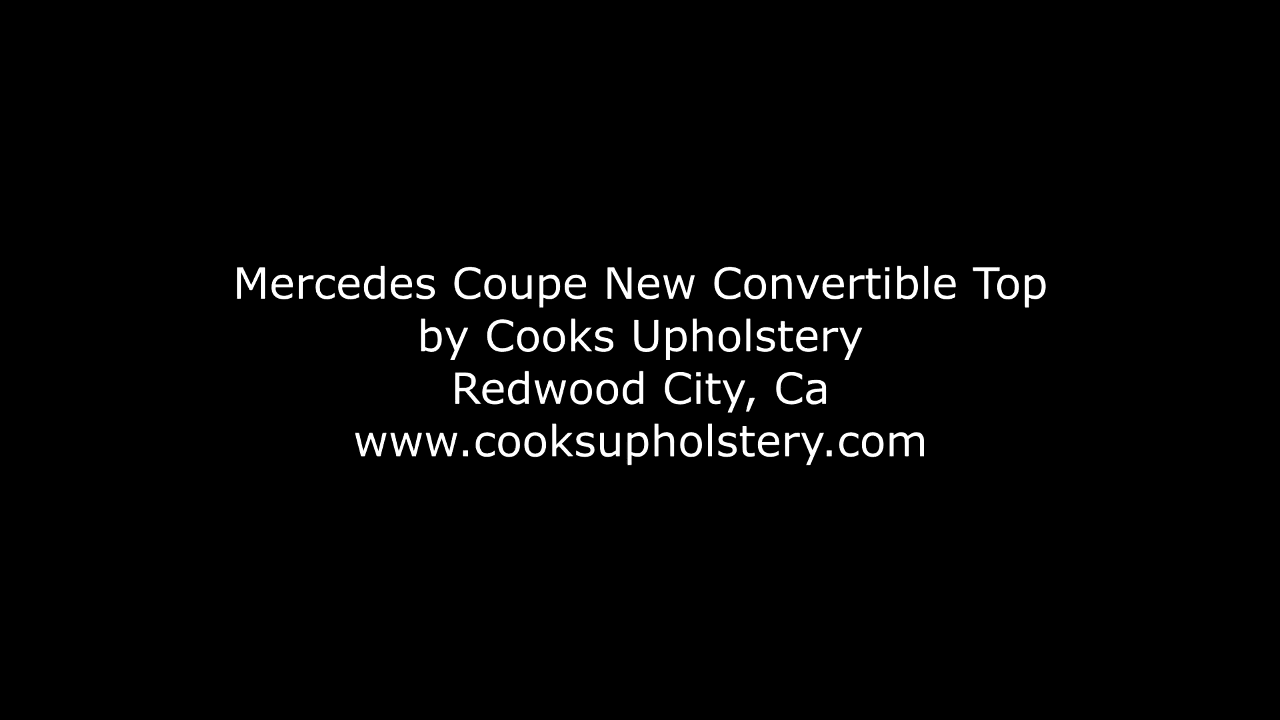 Mercedes Coupe New Convertible Top
by Cooks Upholstery
Redwood City, Ca
www.cooksupholstery.com